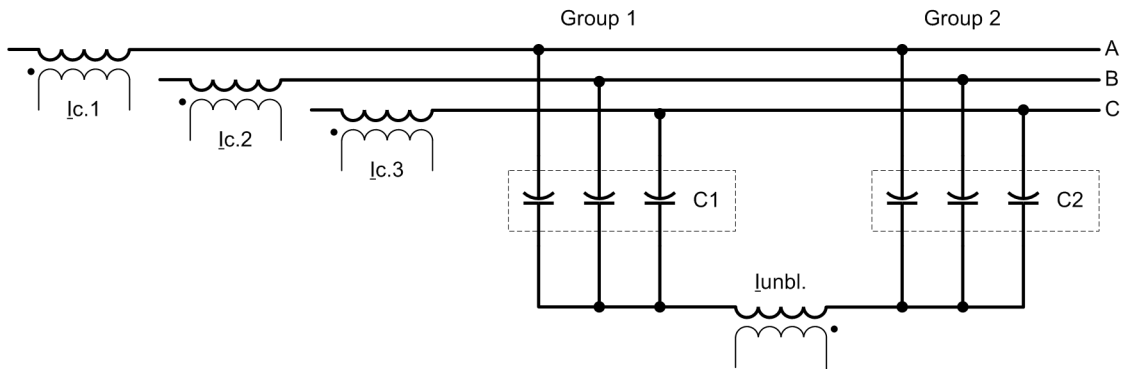 Group 1
Group 2
A
B
C
Ic.1
Ic.2
Ic.3
C1
C2
Iunbl.